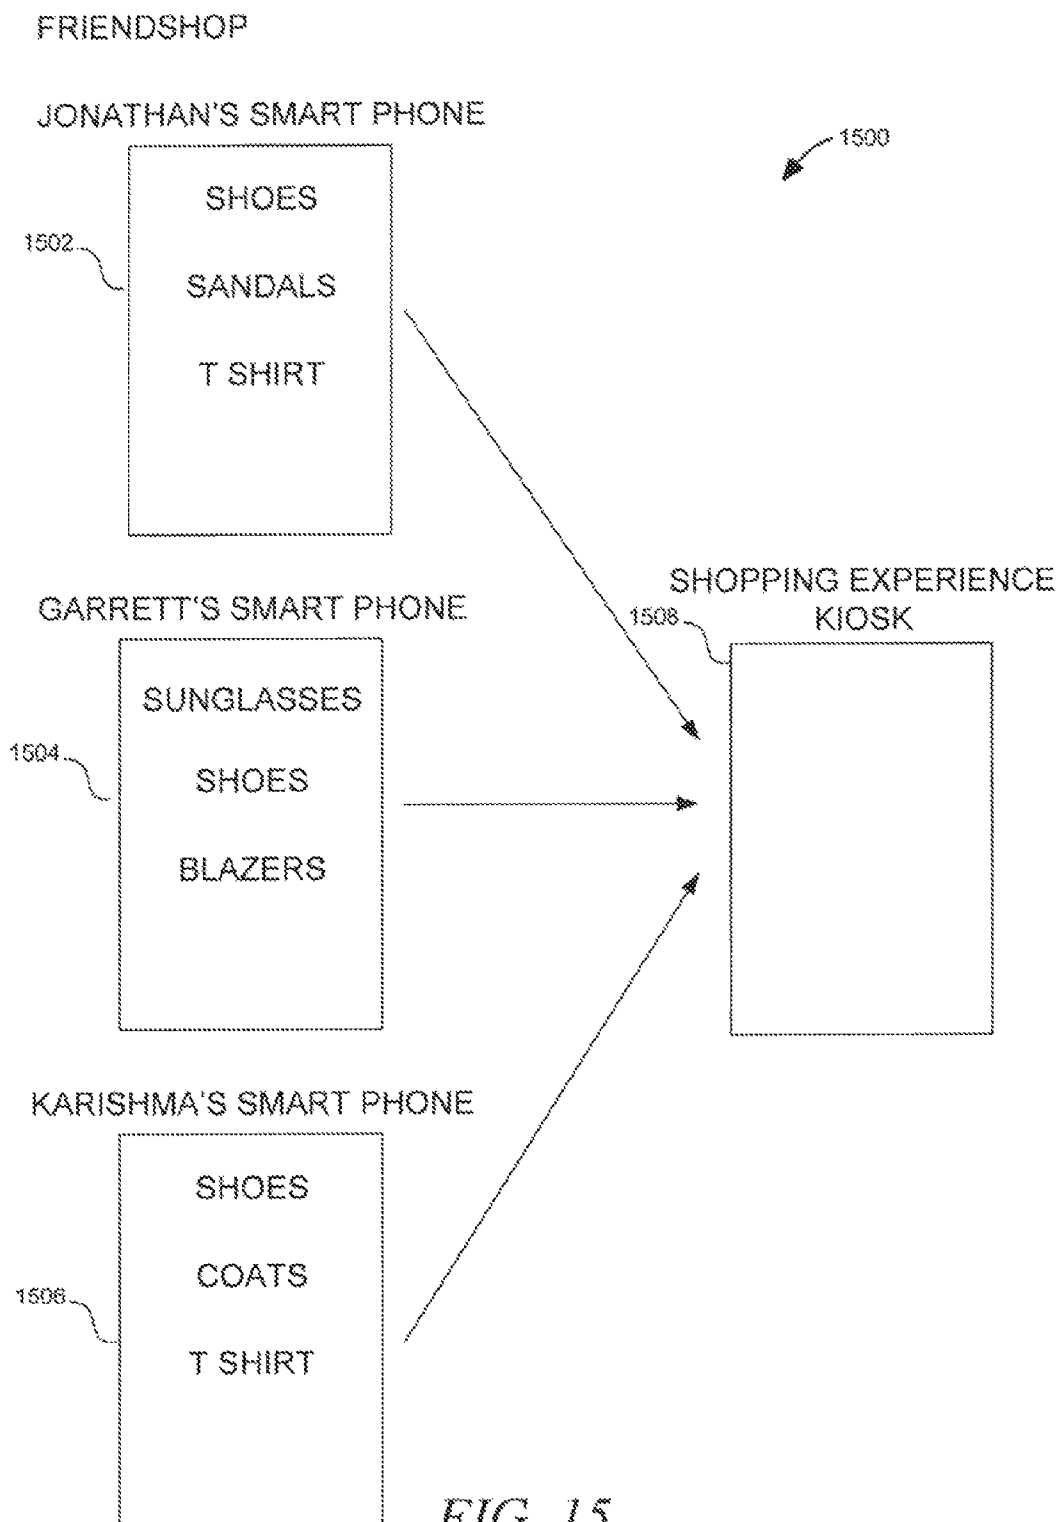 FRIENDSHOP
JONATHAN'S SMART PHONE
1500
SHOES
1502
SANDALS
T SHIRT
SHOPPING EXPERIENCE
KIOSK
GARRETT'S SMART PHONE
1508
SUNGLASSES
1504
SHOES
BLAZERS
KARISHMA'S SMART PHONE
SHOES
COATS
1506
T SHIRT
FIG. 15